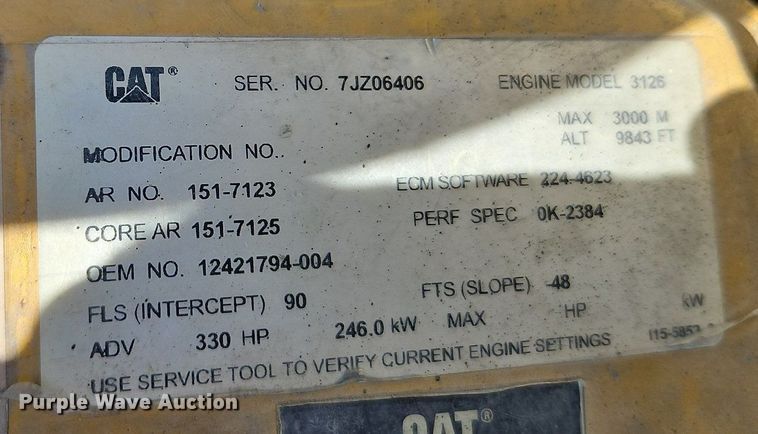 CAT® SER. NO. 7JZ06406 ENGINE MODEL 3126
MAX 3000 M
ALT 9843 FT
MODIFICATION NO..
AR NO. 151-7123 ECM SOFTWARE 224-4623
CORE AR 151-7125 PERF SPEC 0K-2384
OEM NO. 12421794-004
FLS (INTERCEPT) 90 FTS (SLOPE) -48
ADV 330 HP 246.0 kW MAX HP kW
USE SERVICE TOOL TO VERIFY CURRENT ENGINE SETTINGS
CAT®
Purple Wave Auction